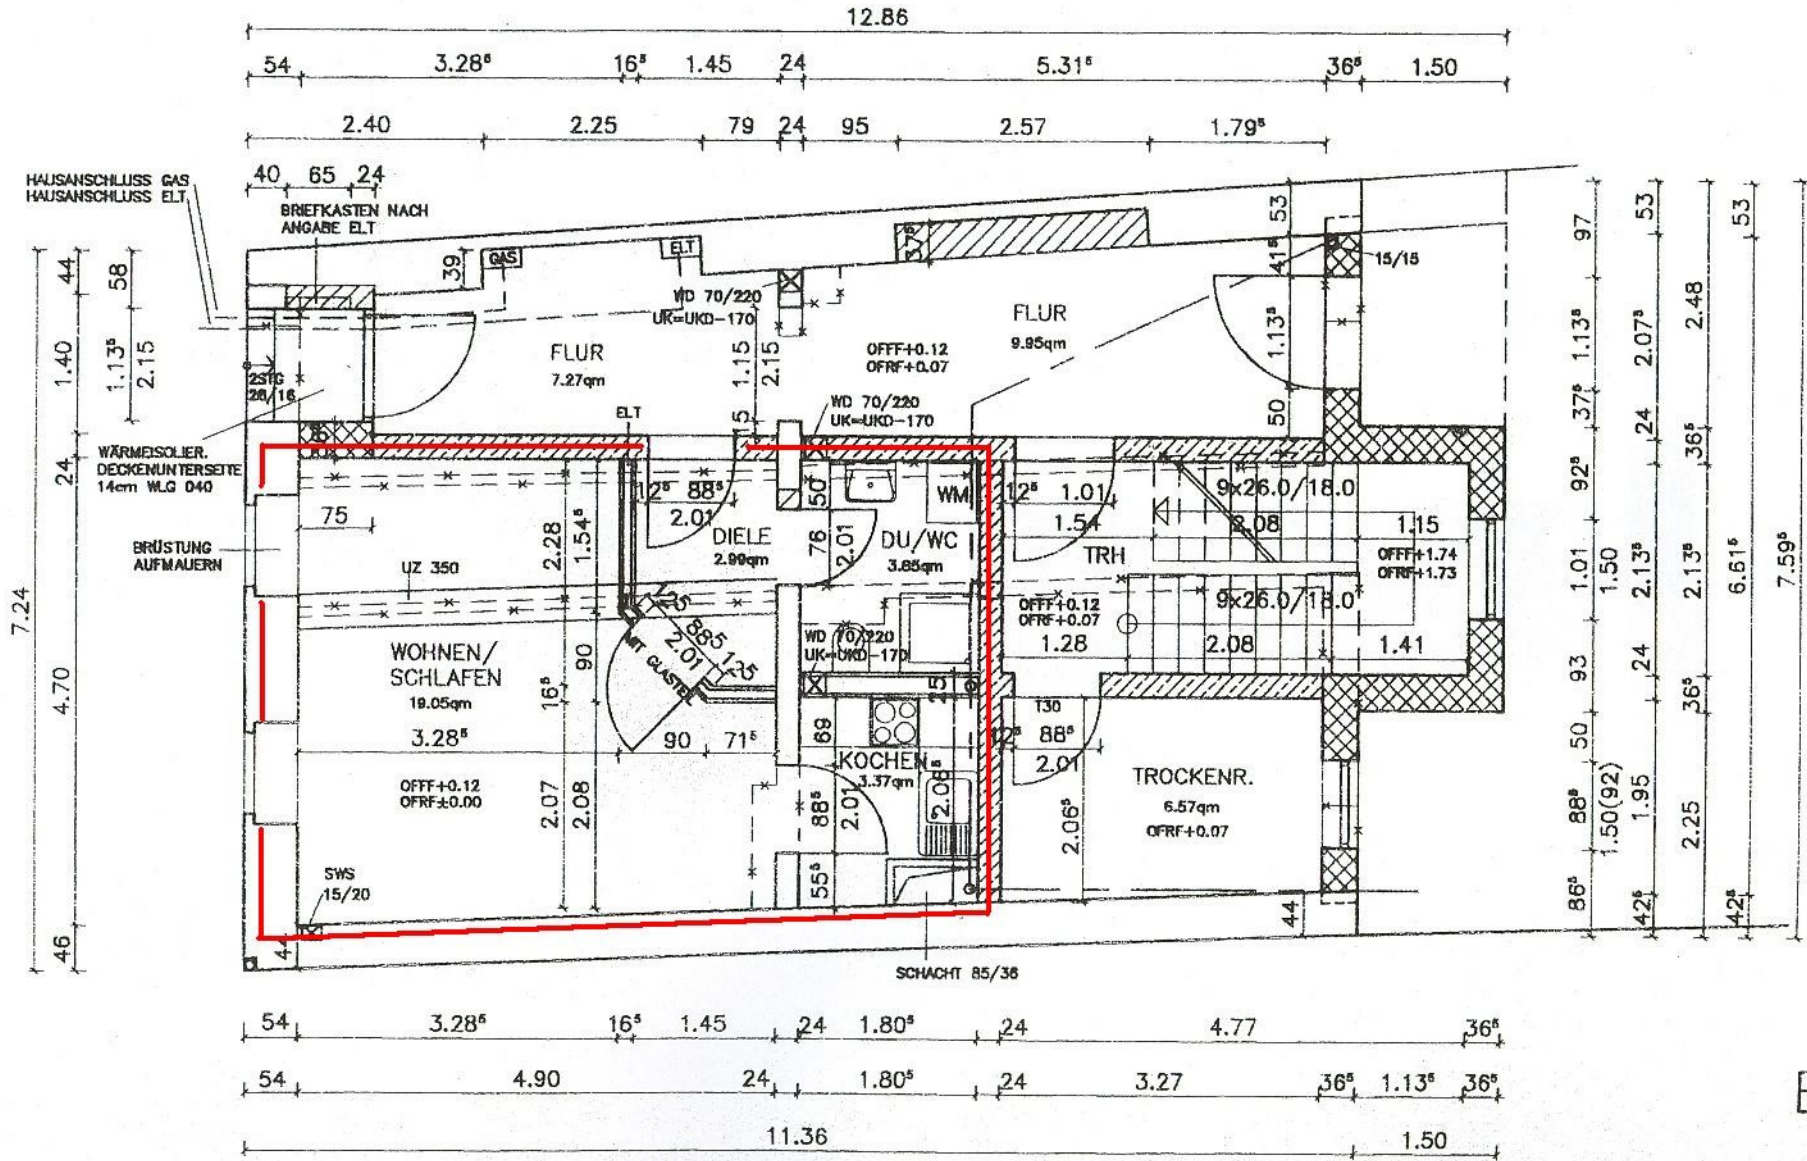 12.86
54 3.28⁵ 16⁵ 1.45 24 5.31⁵ 36⁵ 1.50
2.40 2.25 79 24 95 2.57 1.79⁵
HAUSANSCHLUSS GAS
HAUSANSCHLUSS ELT
40 65 24
BRIEFKASTEN NACH
ANGABE ELT
GAS
ELT
39
37⁵
53
41⁵
15/15
WD 70/220
UK=UKD-170
44
58
1.40
1.13⁵
2.15
24
7.24
4.70
46
2STG
26/16
FLUR
7.27qm
1.15
2.15
15
OFFF+0.12
OFRF+0.07
FLUR
9.95qm
1.13⁵
50
ELT
WD 70/220
UK=UKD-170
WÄRMEISOLIER.
DECKENUNTERSEITE
14cm WLG 040
75
BRÜSTUNG
AUFMAUERN
UZ 350
2.28
1.54⁵
12⁵ 88⁵
2.01
DIELE
2.99qm
50
76
2.01
DU/WC
3.65qm
WM
12⁵ 1.01
1.54
TRH
9x26.0/18.0
2.08
1.15
OFFF+1.74
OFRF+1.73
OFFF+0.12
OFRF+0.07
9x26.0/18.0
1.28 2.08 1.41
125
885
2.01
125
MIT GLASTEIL
WD 70/220
UK=UKD-170
WOHNEN/
SCHLAFEN
19.05qm
3.28⁵
16⁵
90
90 71⁵
OFFF+0.12
OFRF±0.00
2.07
2.08
25
69
KOCHEN
3.37qm
88⁵
2.01
2.06⁵
55⁵
T30
12⁵ 88⁵
2.01
2.06⁵
TROCKENR.
6.57qm
OFRF+0.07
SWS
15/20
44
44
SCHACHT 85/36
97
1.13⁵
37⁵
92⁵
1.01
1.50
93
50
88⁵
1.50(92)
86⁵
53
2.07⁵
24
2.13⁵
24
1.95
42⁵
2.48
36⁵
2.13⁵
36⁵
2.25
53
6.61⁵
42⁵
7.59⁵
54 3.28⁵ 16⁵ 1.45 24 1.80⁵ 24 4.77 36⁵
54 4.90 24 1.80⁵ 24 3.27 36⁵ 1.13⁵ 36⁵
11.36 1.50